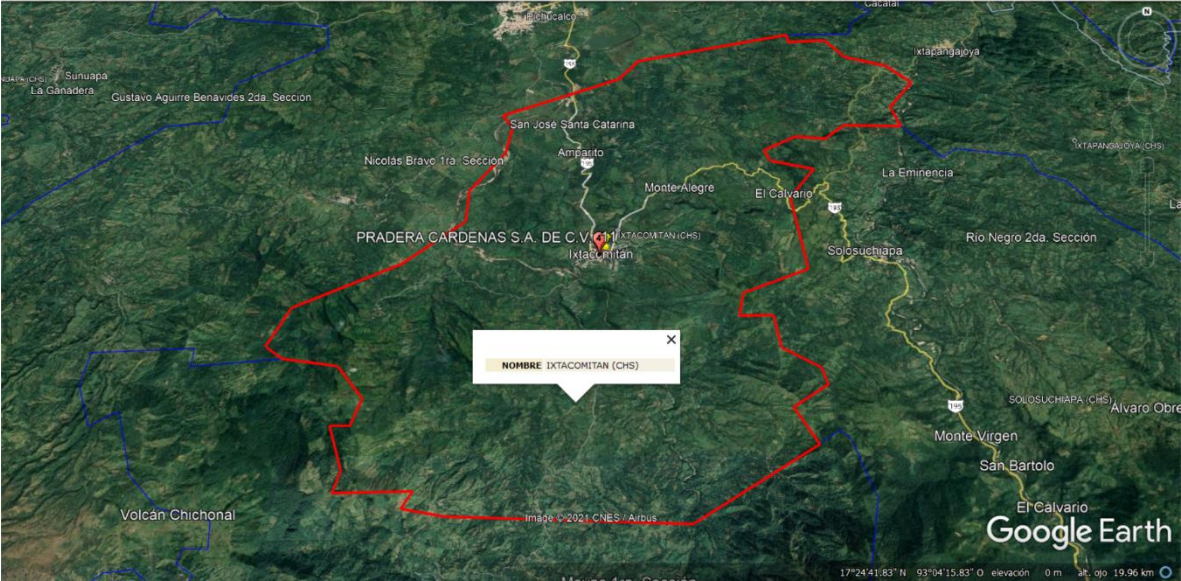 Cacatal
N
Pichucalco
195
Ixtapangajoya
Sunuapa
La Ganadera
Gustavo Aguirre Benavides 2da. Sección
San José Santa Catarina
IXTAPANGAJOYA (CHS)
Amparito
Nicolás Bravo 1ra. Sección
195
La Eminencia
Monte Alegre
El Calvario
195
La
PRADERA CARDENAS S.A. DE C.V.
IXTACOMITAN (CHS)
Rio Negro 2da. Sección
Ixtacomitán
Solosuchiapa
NOMBRE IXTACOMITAN (CHS)
SOLOSUCHIAPA (CHS)
Álvaro Obre
195
Monte Virgen
San Bartolo
El Calvario
Volcán Chichonal
Image © 2021 CNES / Airbus
Google Earth
17°24'41.83" N 93°04'15.83" O elevación 0 m alt. ojo 19.96 km